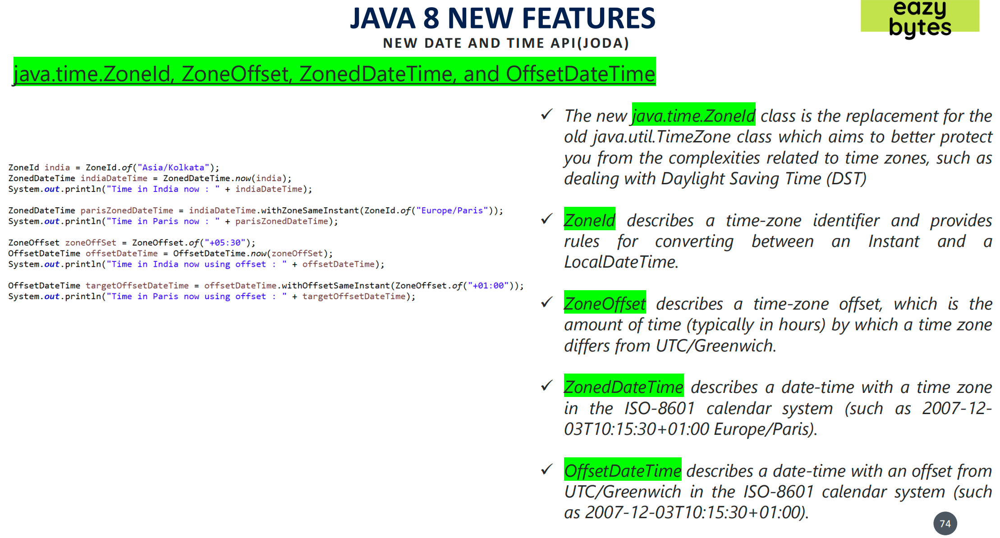 JAVA 8 NEW FEATURES
NEW DATE AND TIME API(JODA)
eazy
bytes
java.time.ZoneId, ZoneOffset, ZonedDateTime, and OffsetDateTime
ZoneId india = ZoneId.of("Asia/Kolkata");
ZonedDateTime indiaDateTime = ZonedDateTime.now(india);
System.out.println("Time in India now : " + indiaDateTime);
ZonedDateTime parisZonedDateTime = indiaDateTime.withZoneSameInstant(ZoneId.of("Europe/Paris"));
System.out.println("Time in Paris now : " + parisZonedDateTime);
ZoneOffset zoneOffSet = ZoneOffset.of("+05:30");
OffsetDateTime offsetDateTime = OffsetDateTime.now(zoneOffSet);
System.out.println("Time in India now using offset : " + offsetDateTime);
OffsetDateTime targetOffsetDateTime = offsetDateTime.withOffsetSameInstant(ZoneOffset.of("+01:00"));
System.out.println("Time in Paris now using offset : " + targetOffsetDateTime);
✓ The new java.time.ZoneId class is the replacement for the
old java.util.TimeZone class which aims to better protect
you from the complexities related to time zones, such as
dealing with Daylight Saving Time (DST)
✓ ZoneId describes a time-zone identifier and provides
rules for converting between an Instant and a
LocalDateTime.
✓ ZoneOffset describes a time-zone offset, which is the
amount of time (typically in hours) by which a time zone
differs from UTC/Greenwich.
✓ ZonedDateTime describes a date-time with a time zone
in the ISO-8601 calendar system (such as 2007-12-
03T10:15:30+01:00 Europe/Paris).
✓ OffsetDateTime describes a date-time with an offset from
UTC/Greenwich in the ISO-8601 calendar system (such
as 2007-12-03T10:15:30+01:00).
74